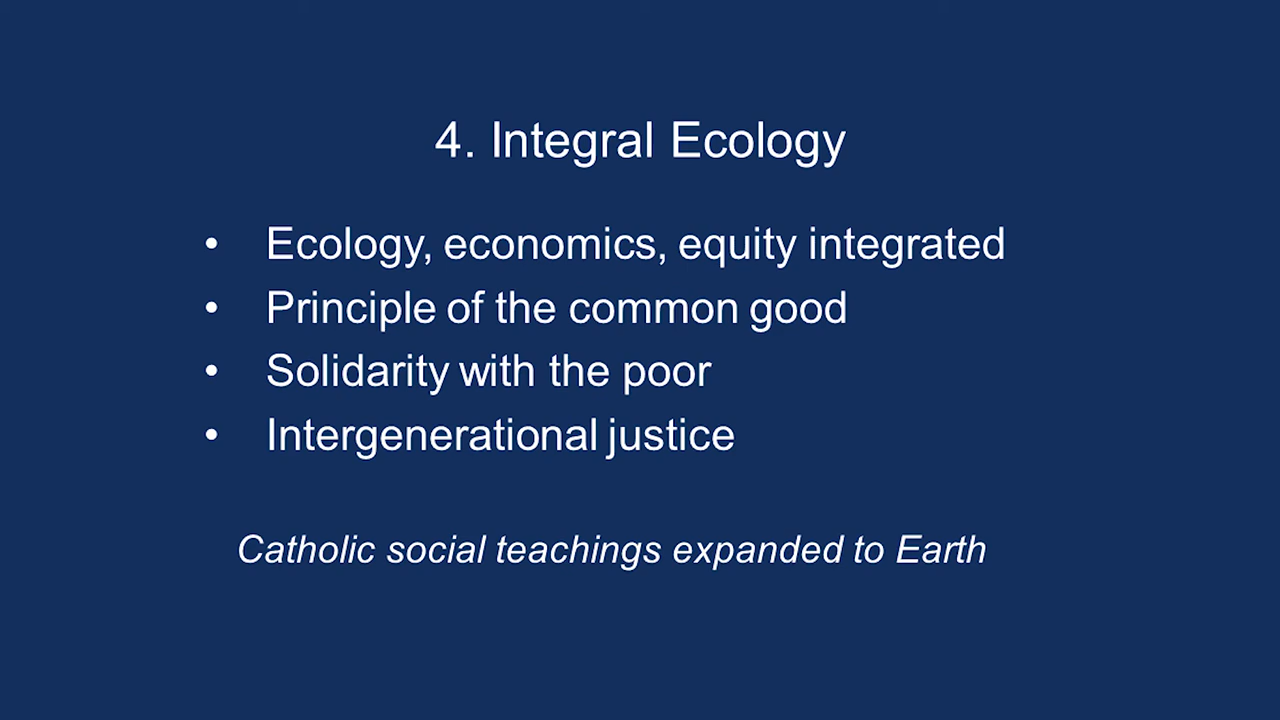 4. Integral Ecology
• Ecology, economics, equity integrated
• Principle of the common good
• Solidarity with the poor
• Intergenerational justice
Catholic social teachings expanded to Earth